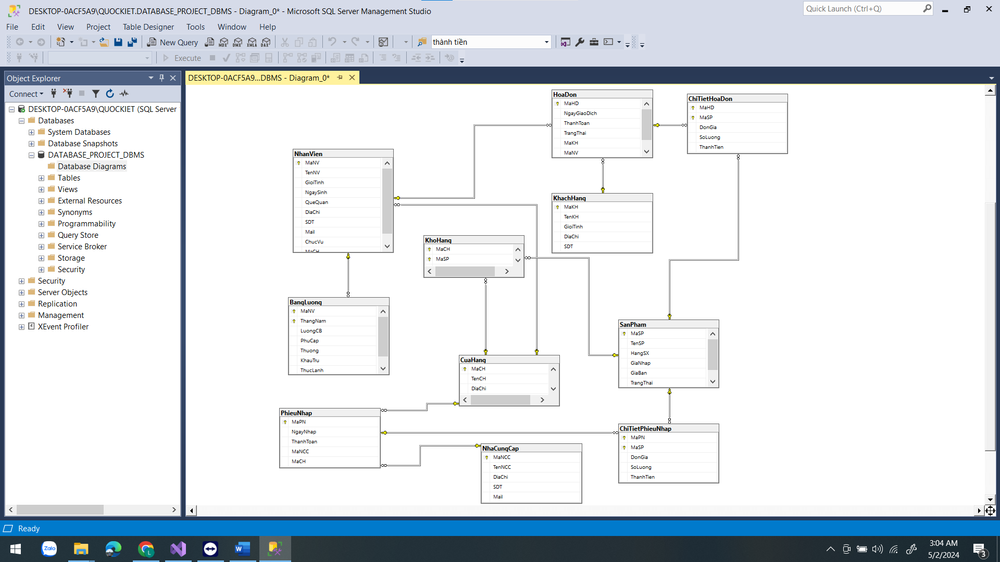 DESKTOP-0ACF5A9\QUOCKIET.DATABASE_PROJECT_DBMS - Diagram_0* - Microsoft SQL Server Management Studio
Quick Launch (Ctrl+Q)
File Edit View Project Table Designer Tools Window Help
New Query MDX DMX XMLA DAX thành tiền
Execute
Object Explorer
DESKTOP-0ACF5A9...DBMS - Diagram_0*
Connect
DESKTOP-0ACF5A9\QUOCKIET (SQL Server
Databases
System Databases
Database Snapshots
DATABASE_PROJECT_DBMS
Database Diagrams
Tables
Views
External Resources
Synonyms
Programmability
Query Store
Service Broker
Storage
Security
Security
Server Objects
Replication
Management
XEvent Profiler
HoaDon
MaHD
NgayGiaoDich
ThanhToan
TrangThai
MaKH
MaNV
ChiTietHoaDon
MaHD
MaSP
DonGia
SoLuong
ThanhTien
NhanVien
MaNV
TenNV
GioiTinh
NgaySinh
QueQuan
DiaChi
SDT
Mail
ChucVu
MaCH
KhachHang
MaKH
TenKH
GioiTinh
DiaChi
SDT
KhoHang
MaCH
MaSP
BangLuong
MaNV
ThangNam
LuongCB
PhuCap
Thuong
KhauTru
ThucLanh
SanPham
MaSP
TenSP
HangSX
GiaNhap
GiaBan
TrangThai
CuaHang
MaCH
TenCH
DiaChi
PhieuNhap
MaPN
NgayNhap
ThanhToan
MaNCC
MaCH
ChiTietPhieuNhap
MaPN
MaSP
DonGia
SoLuong
ThanhTien
NhaCungCap
MaNCC
TenNCC
DiaChi
SDT
Mail
Ready
Zalo
3:04 AM
5/2/2024
3